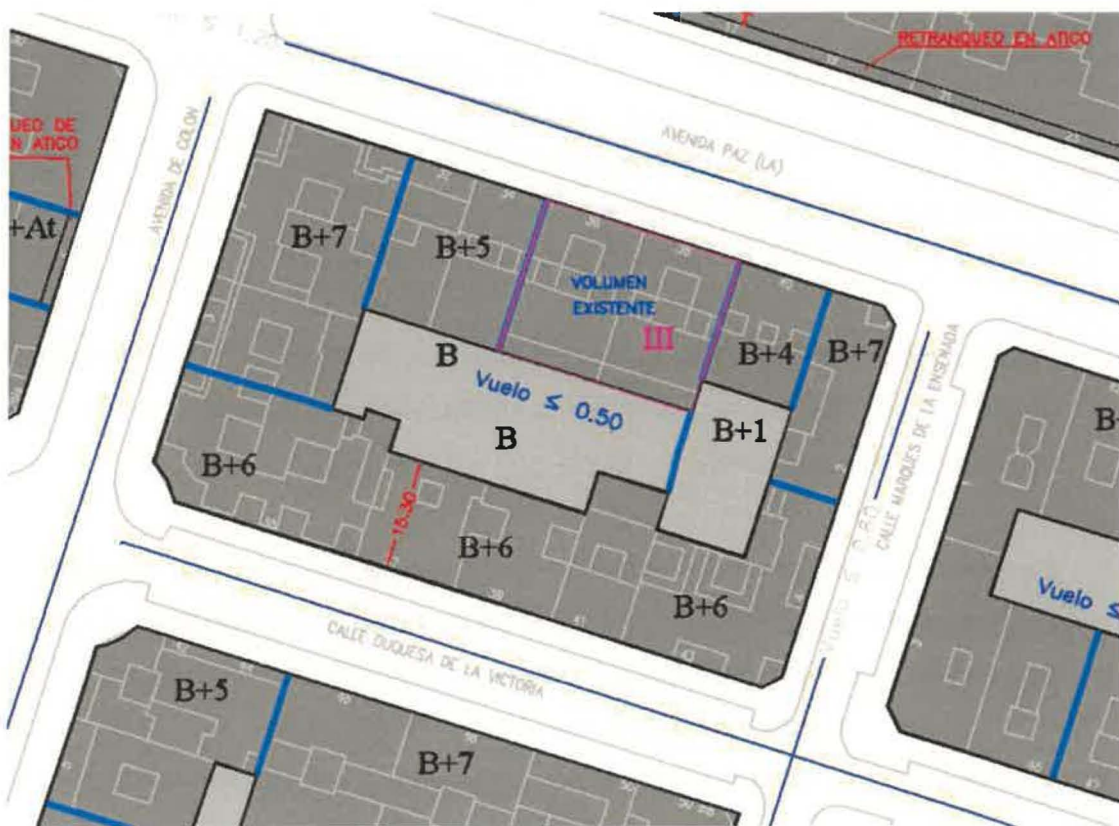 RETRANQUEO EN ATICO
AVENIDA PAZ (LA)
AVENIDA DE COLON
UEO DE
N ATICO
+At
B+7
B+5
VOLUMEN
EXISTENTE
III
B+4
B+7
B
Vuelo ≤ 0.50
B
B+1
CALLE MARQUES DE LA ENSENADA
B+6
15.30
B+6
B+6
Vuelo ≤
CALLE DUQUESA DE LA VICTORIA
B+5
B+7